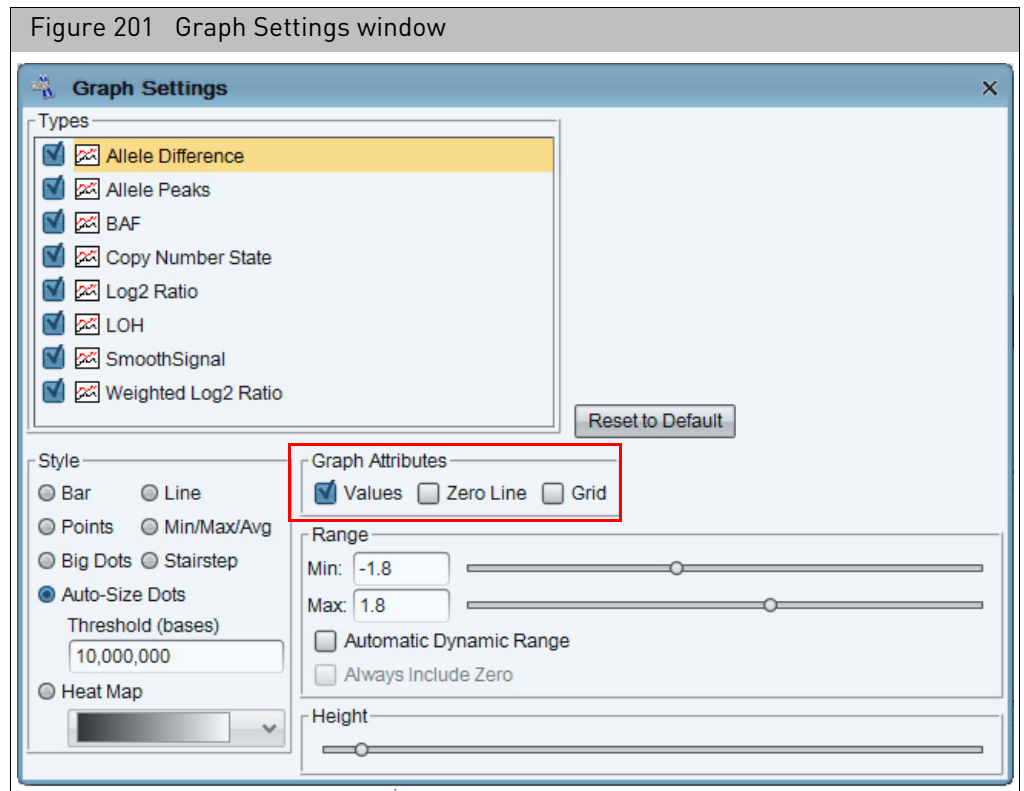 Figure 201 Graph Settings window
Graph Settings
Types
Allele Difference
Allele Peaks
BAF
Copy Number State
Log2 Ratio
LOH
SmoothSignal
Weighted Log2 Ratio
Reset to Default
Style
Bar
Line
Points
Min/Max/Avg
Big Dots
Stairstep
Auto-Size Dots
Threshold (bases)
10,000,000
Heat Map
Graph Attributes
Values
Zero Line
Grid
Range
Min: -1.8
Max: 1.8
Automatic Dynamic Range
Always Include Zero
Height